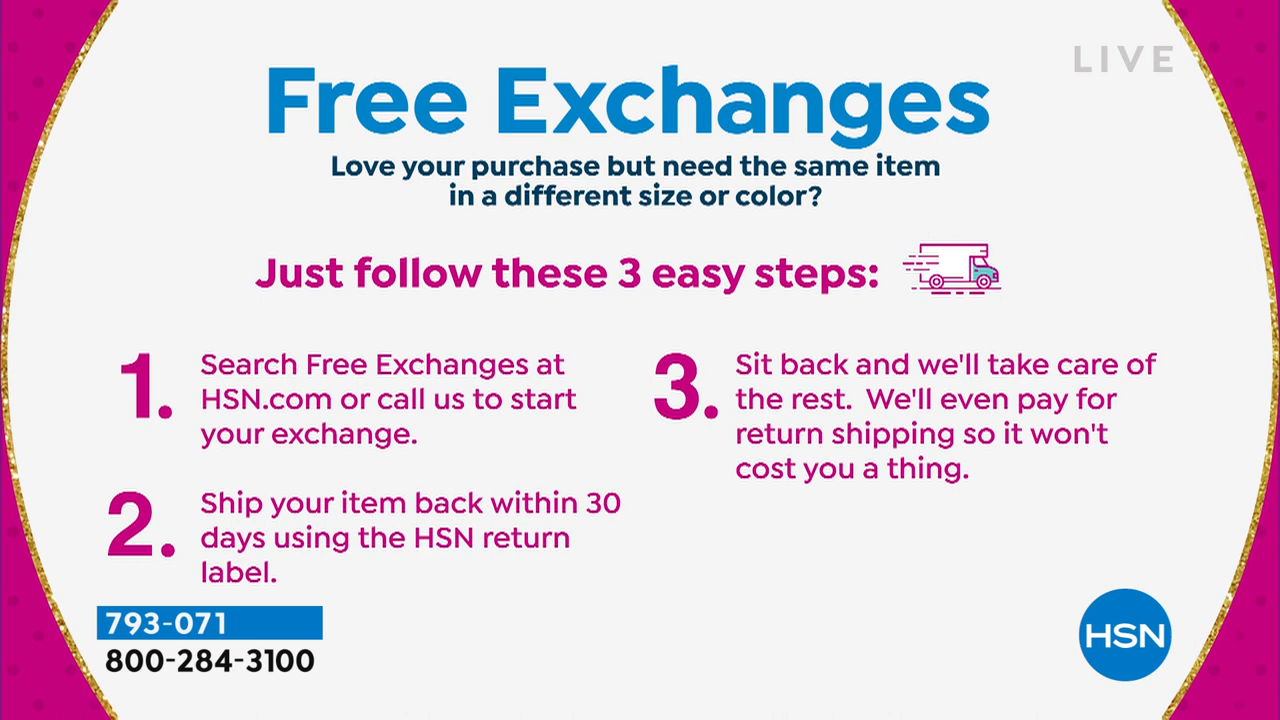 LIVE
Free Exchanges
Love your purchase but need the same item
in a different size or color?
Just follow these 3 easy steps:
1. Search Free Exchanges at
HSN.com or call us to start
your exchange.
2. Ship your item back within 30
days using the HSN return
label.
3. Sit back and we'll take care of
the rest.  We'll even pay for
return shipping so it won't
cost you a thing.
793-071
800-284-3100
HSN